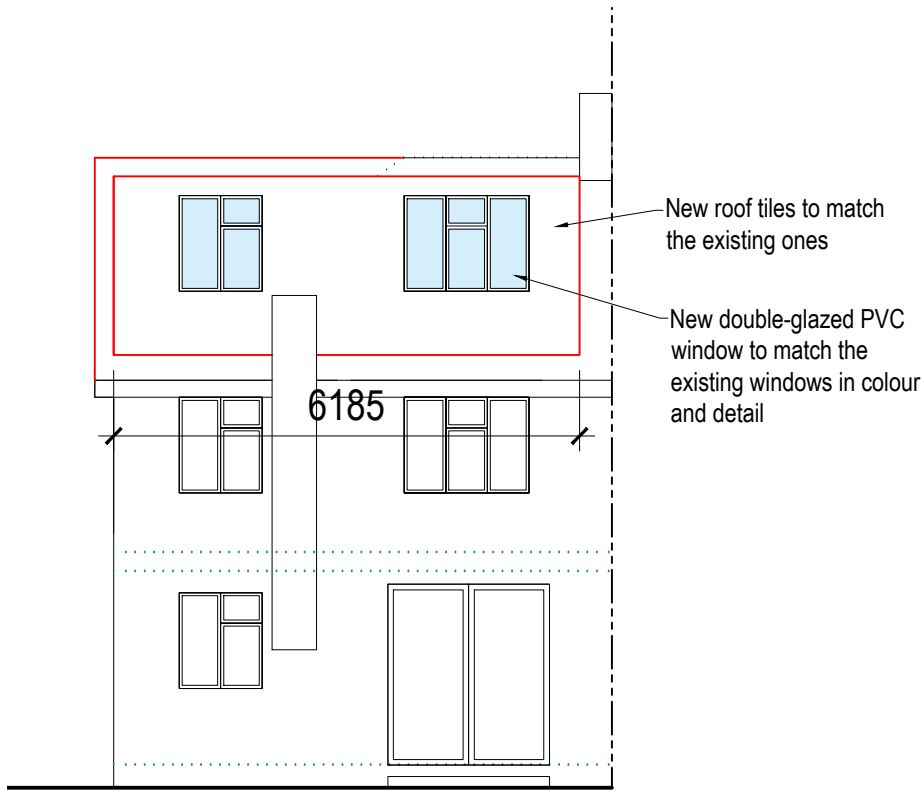 New roof tiles to match
the existing ones
New double-glazed PVC
window to match the
existing windows in colour
and detail
6185